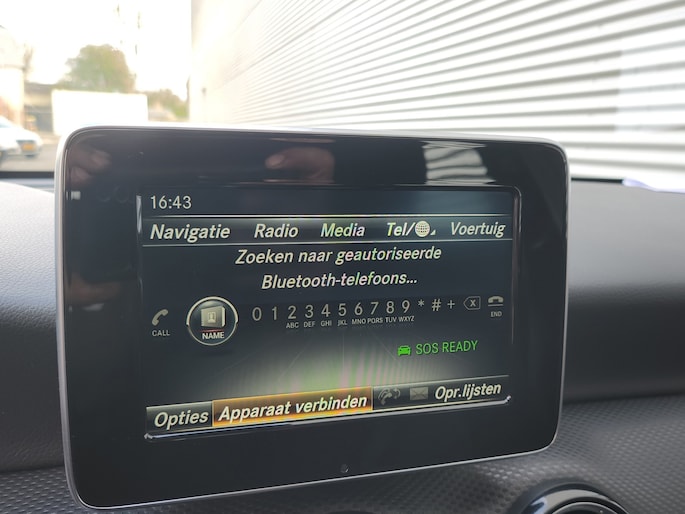 16:43
Navigatie Radio Media Tel/ Voertuig
Zoeken naar geautoriseerde
Bluetooth-telefoons...
0 1 2 3 4 5 6 7 8 9 * # +
ABC DEF GHI JKL MNO PQRS TUV WXYZ
CALL NAME END
SOS READY
Opties Apparaat verbinden Opr.lijsten